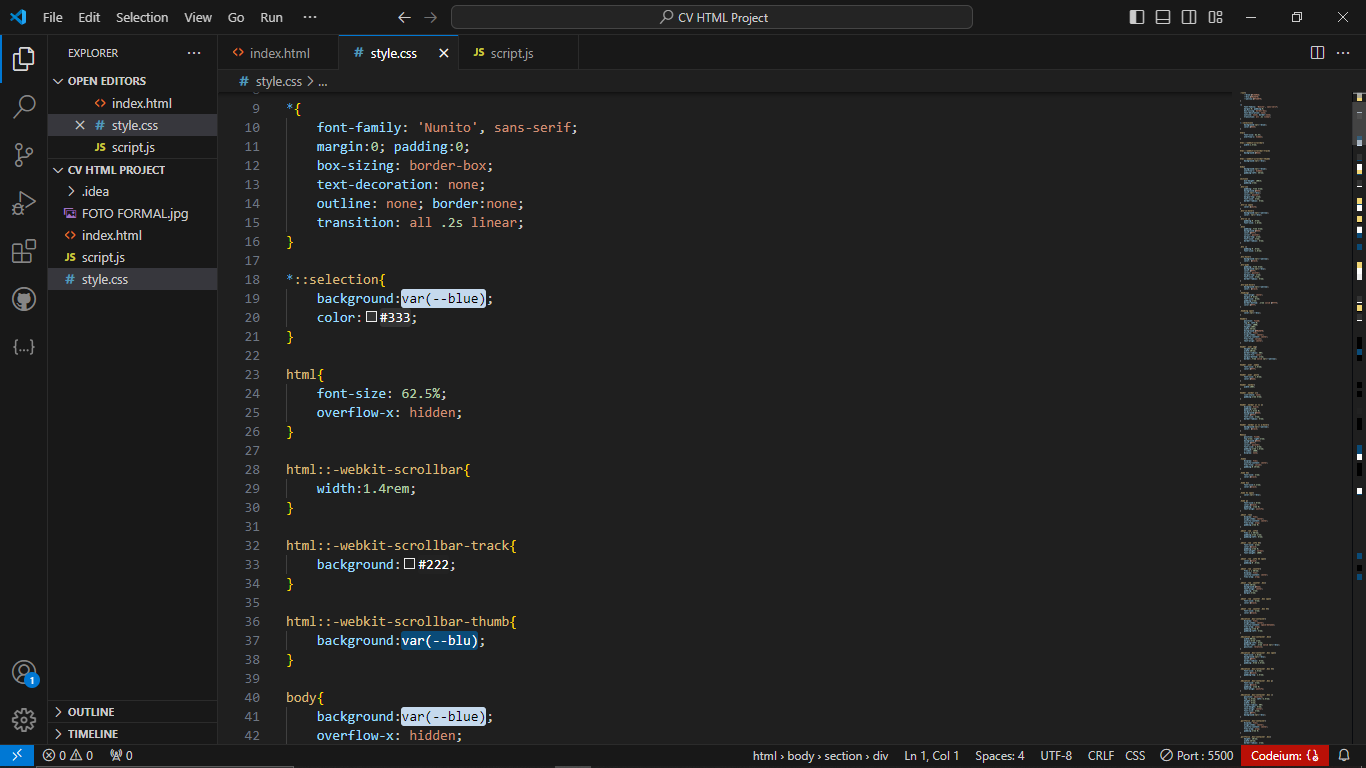 File Edit Selection View Go Run ··· CV HTML Project
EXPLORER ···
OPEN EDITORS
index.html
style.css
JS script.js
CV HTML PROJECT
.idea
FOTO FORMAL.jpg
index.html
JS script.js
# style.css
OUTLINE
TIMELINE
index.html # style.css JS script.js
# style.css > ...
9 *{
10 font-family: 'Nunito', sans-serif;
11 margin:0; padding:0;
12 box-sizing: border-box;
13 text-decoration: none;
14 outline: none; border:none;
15 transition: all .2s linear;
16 }
17
18 *::selection{
19 background:var(--blue);
20 color:#333;
21 }
22
23 html{
24 font-size: 62.5%;
25 overflow-x: hidden;
26 }
27
28 html::-webkit-scrollbar{
29 width:1.4rem;
30 }
31
32 html::-webkit-scrollbar-track{
33 background:#222;
34 }
35
36 html::-webkit-scrollbar-thumb{
37 background:var(--blu);
38 }
39
40 body{
41 background:var(--blue);
42 overflow-x: hidden;
1
0 0 0 html › body › section › div Ln 1, Col 1 Spaces: 4 UTF-8 CRLF CSS Port : 5500 Codeium: {}